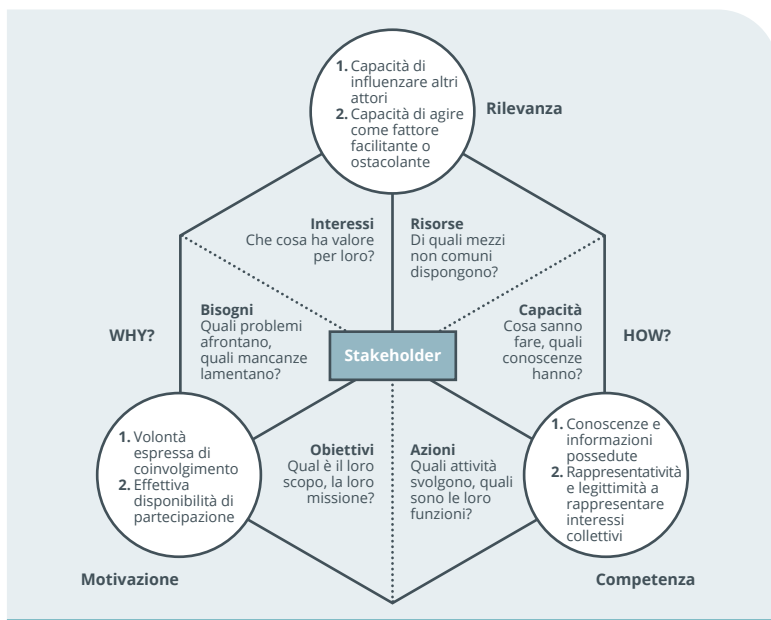 1. Capacità di
influenzare altri
attori
2. Capacità di agire
come fattore
facilitante o
ostacolante
Rilevanza
Interessi
Che cosa ha valore
per loro?
Risorse
Di quali mezzi
non comuni
dispongono?
WHY?
Bisogni
Quali problemi
afrontano,
quali mancanze
lamentano?
Stakeholder
Capacità
Cosa sanno
fare, quali
conoscenze
hanno?
HOW?
1. Volontà
espressa di
coinvolgimento
2. Effettiva
disponibilità di
partecipazione
Obiettivi
Qual è il loro
scopo, la loro
missione?
Azioni
Quali attività
svolgono, quali
sono le loro
funzioni?
1. Conoscenze e
informazioni
possedute
2. Rappresentatività
e legittimità a
rappresentare
interessi
collettivi
Motivazione
Competenza